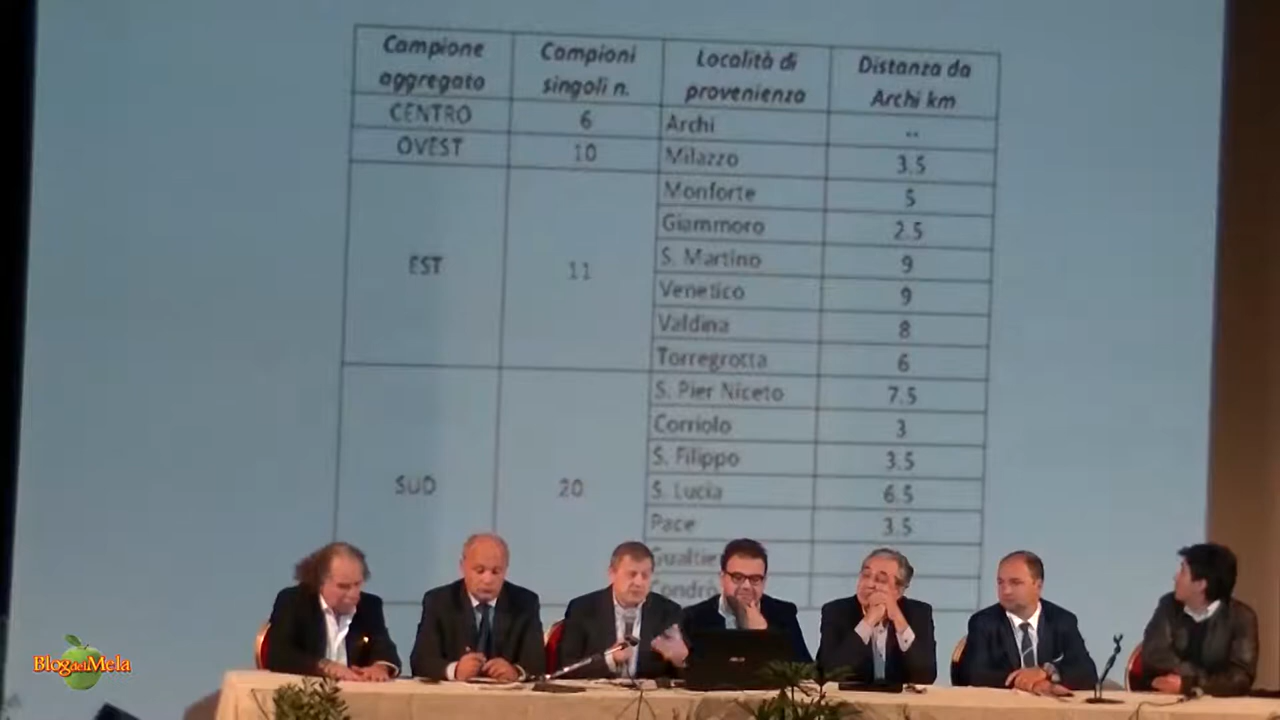 Campione aggregato | Campioni singoli n. | Località di provenienza | Distanza da Archi km
CENTRO | 6 | Archi | --
OVEST | 10 | Milazzo | 3.5
EST | 11 | Monforte | 5
Giammoro | 2.5
S. Martino | 9
Venetico | 9
Valdina | 8
Torregrotta | 6
SUD | 20 | S. Pier Niceto | 7.5
Corriolo | 3
S. Filippo | 3.5
S. Lucia | 6.5
Pace | 3.5
Condrò
BlogdelMela